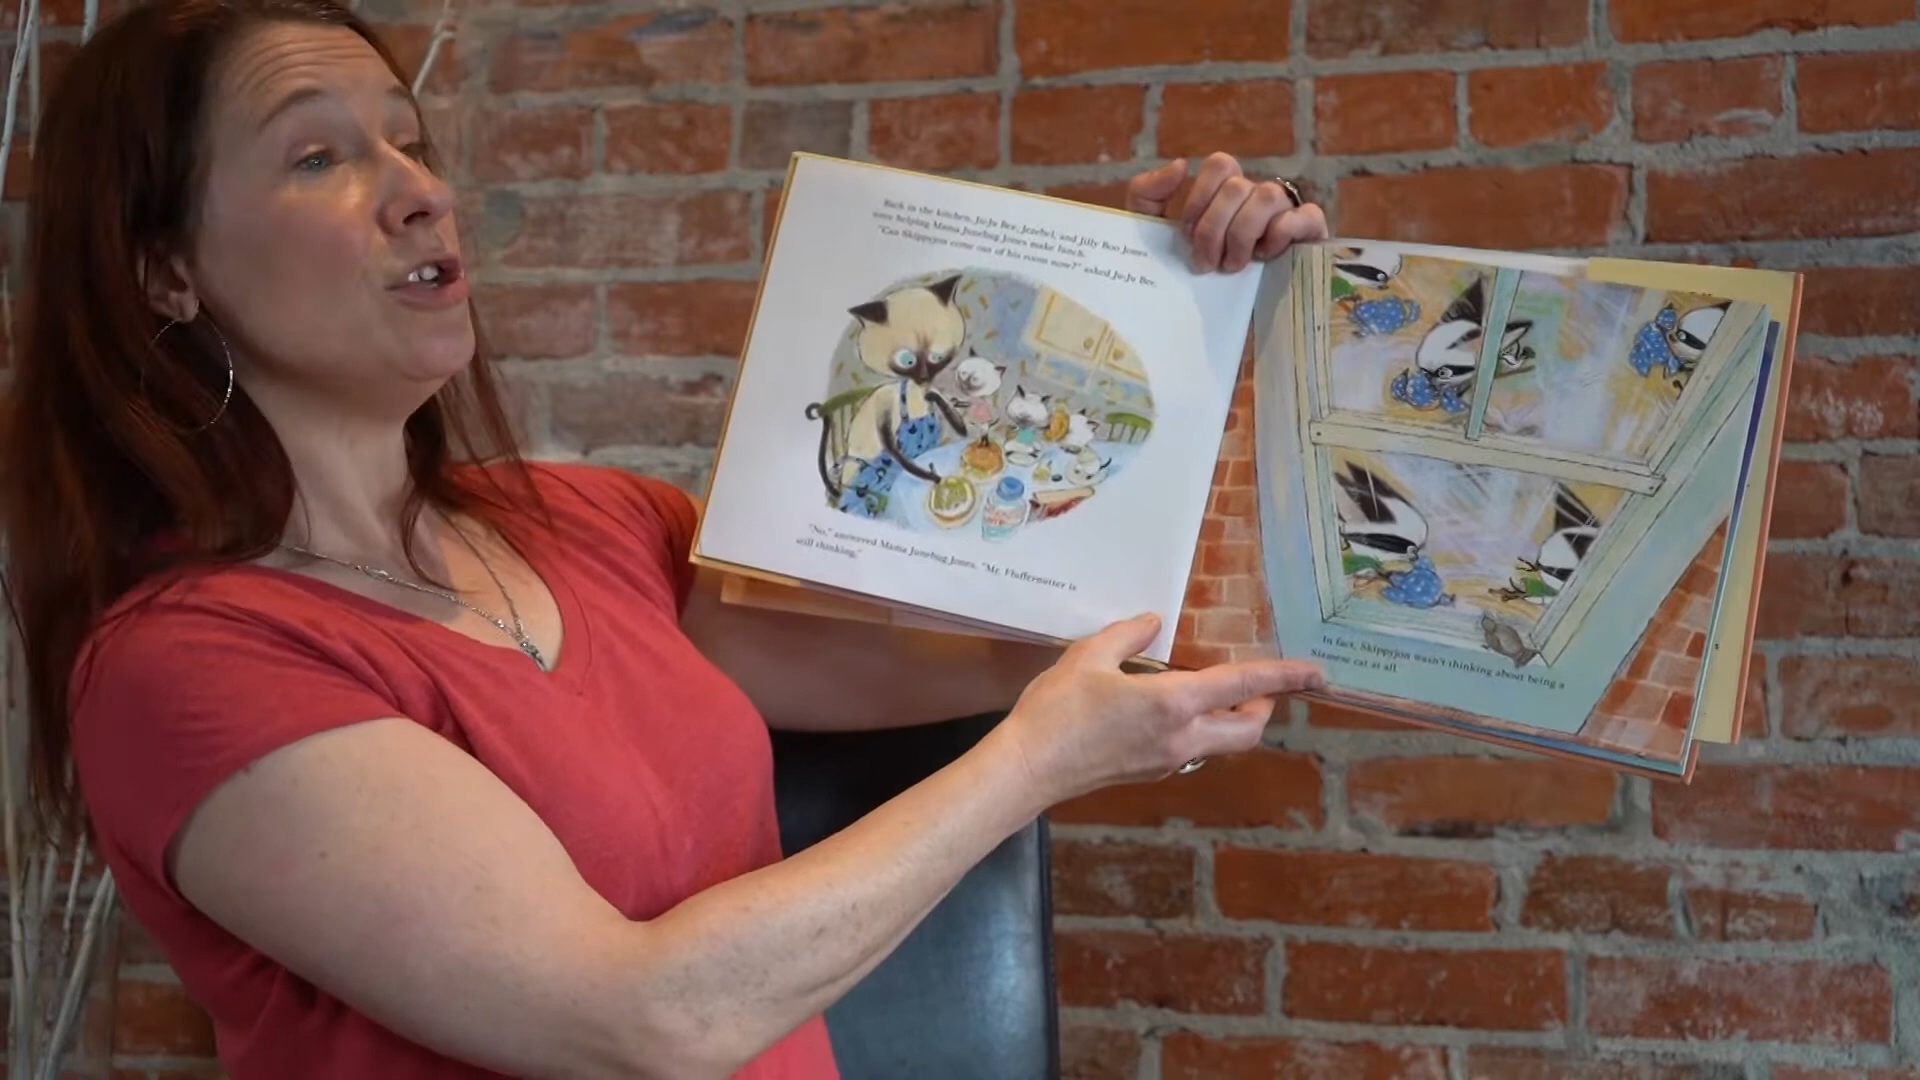 Back in the kitchen, Ju-Ju Bee, Jezebel, and Jilly Boo Jones
were helping Mama Junebug Jones make lunch.
"Can Skippyjon come out of his room now?" asked Ju-Ju Bee.
"No," answered Mama Junebug Jones. "Mr. Fluffernutter is
still thinking."
In fact, Skippyjon wasn't thinking about being a
Siamese cat at all.